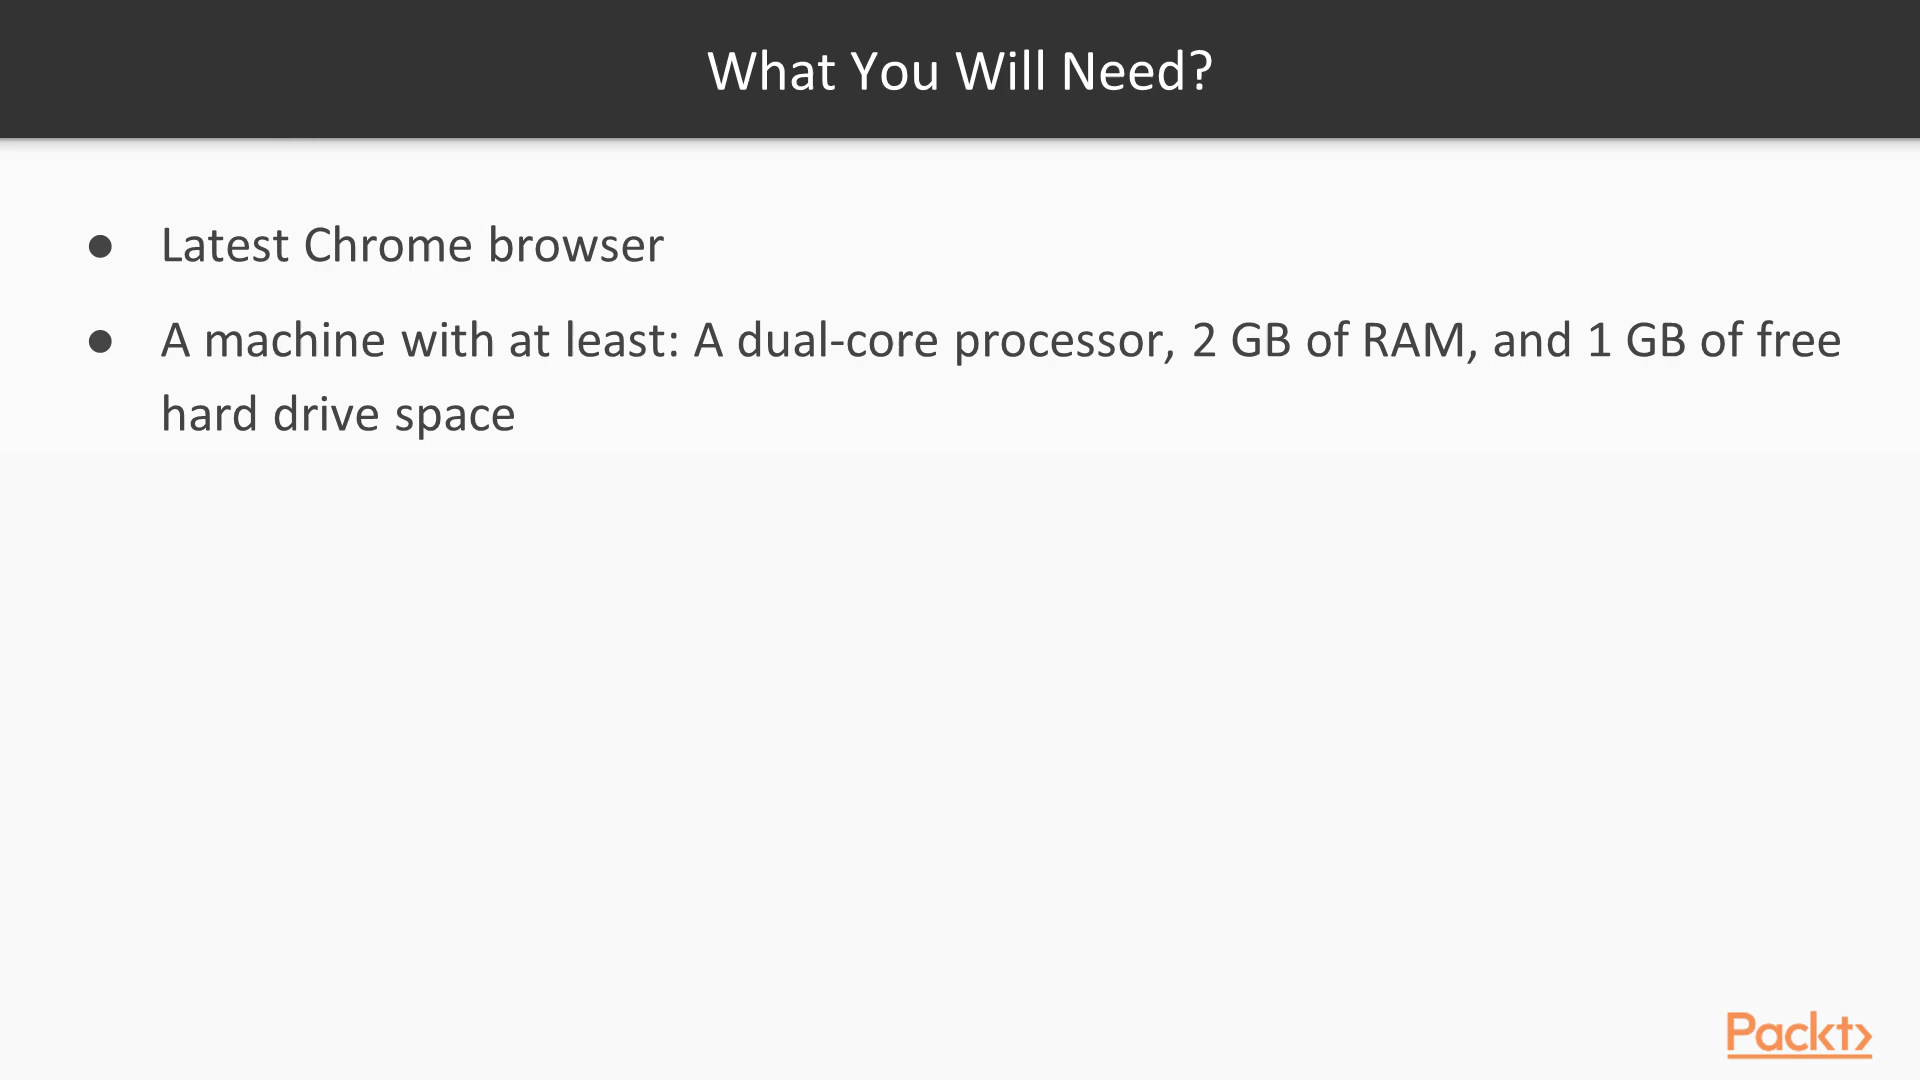 What You Will Need?
● Latest Chrome browser
● A machine with at least: A dual-core processor, 2 GB of RAM, and 1 GB of free
hard drive space
Packt>